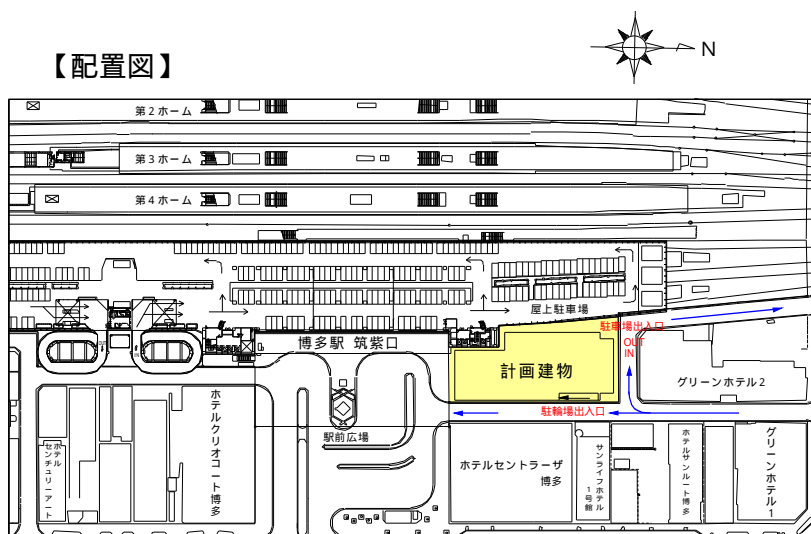 N
【配置図】
第2ホーム
第3ホーム
第4ホーム
屋上駐車場
博多駅 筑紫口
駐車場出入口
OUT
IN
計画建物
グリーンホテル2
駐輪場出入口
駅前広場
ホテルセンチュリーアート
ホテルクリオコート博多
ホテルセントラーザ
博多
サンライフホテル
1号館
ホテルサンルート博多
グリーンホテル1